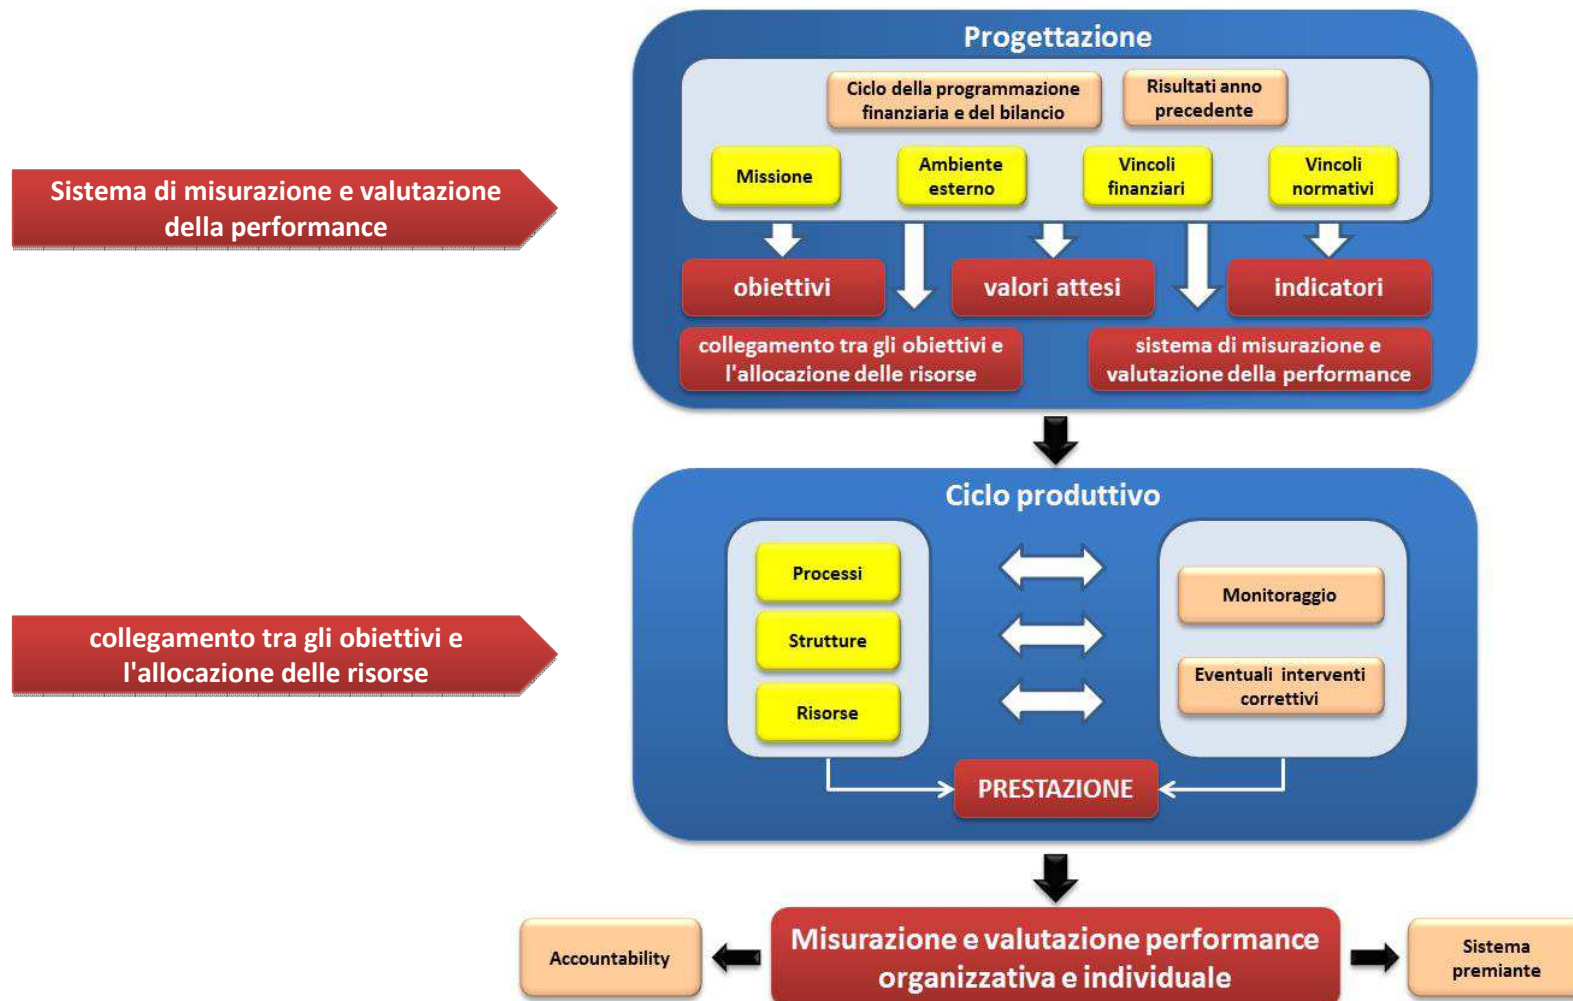 Progettazione
Ciclo della programmazione
finanziaria e del bilancio
Risultati anno
precedente
Missione
Ambiente
esterno
Vincoli
finanziari
Vincoli
normativi
Sistema di misurazione e valutazione
della performance
obiettivi
valori attesi
indicatori
collegamento tra gli obiettivi e
l'allocazione delle risorse
sistema di misurazione e
valutazione della performance
Ciclo produttivo
Processi
Strutture
Risorse
Monitoraggio
Eventuali interventi
correttivi
collegamento tra gli obiettivi e
l'allocazione delle risorse
PRESTAZIONE
Accountability
Misurazione e valutazione performance
organizzativa e individuale
Sistema
premiante